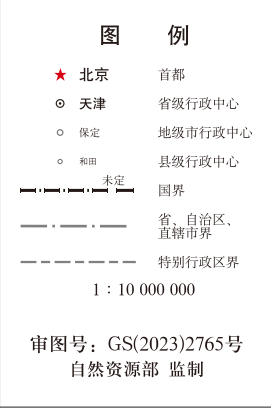 图 例
北京 首都
天津 省级行政中心
保定 地级市行政中心
和田 县级行政中心
未定
国界
省、自治区、
直辖市界
特别行政区界
1：10 000 000
审图号：GS(2023)2765号
自然资源部 监制